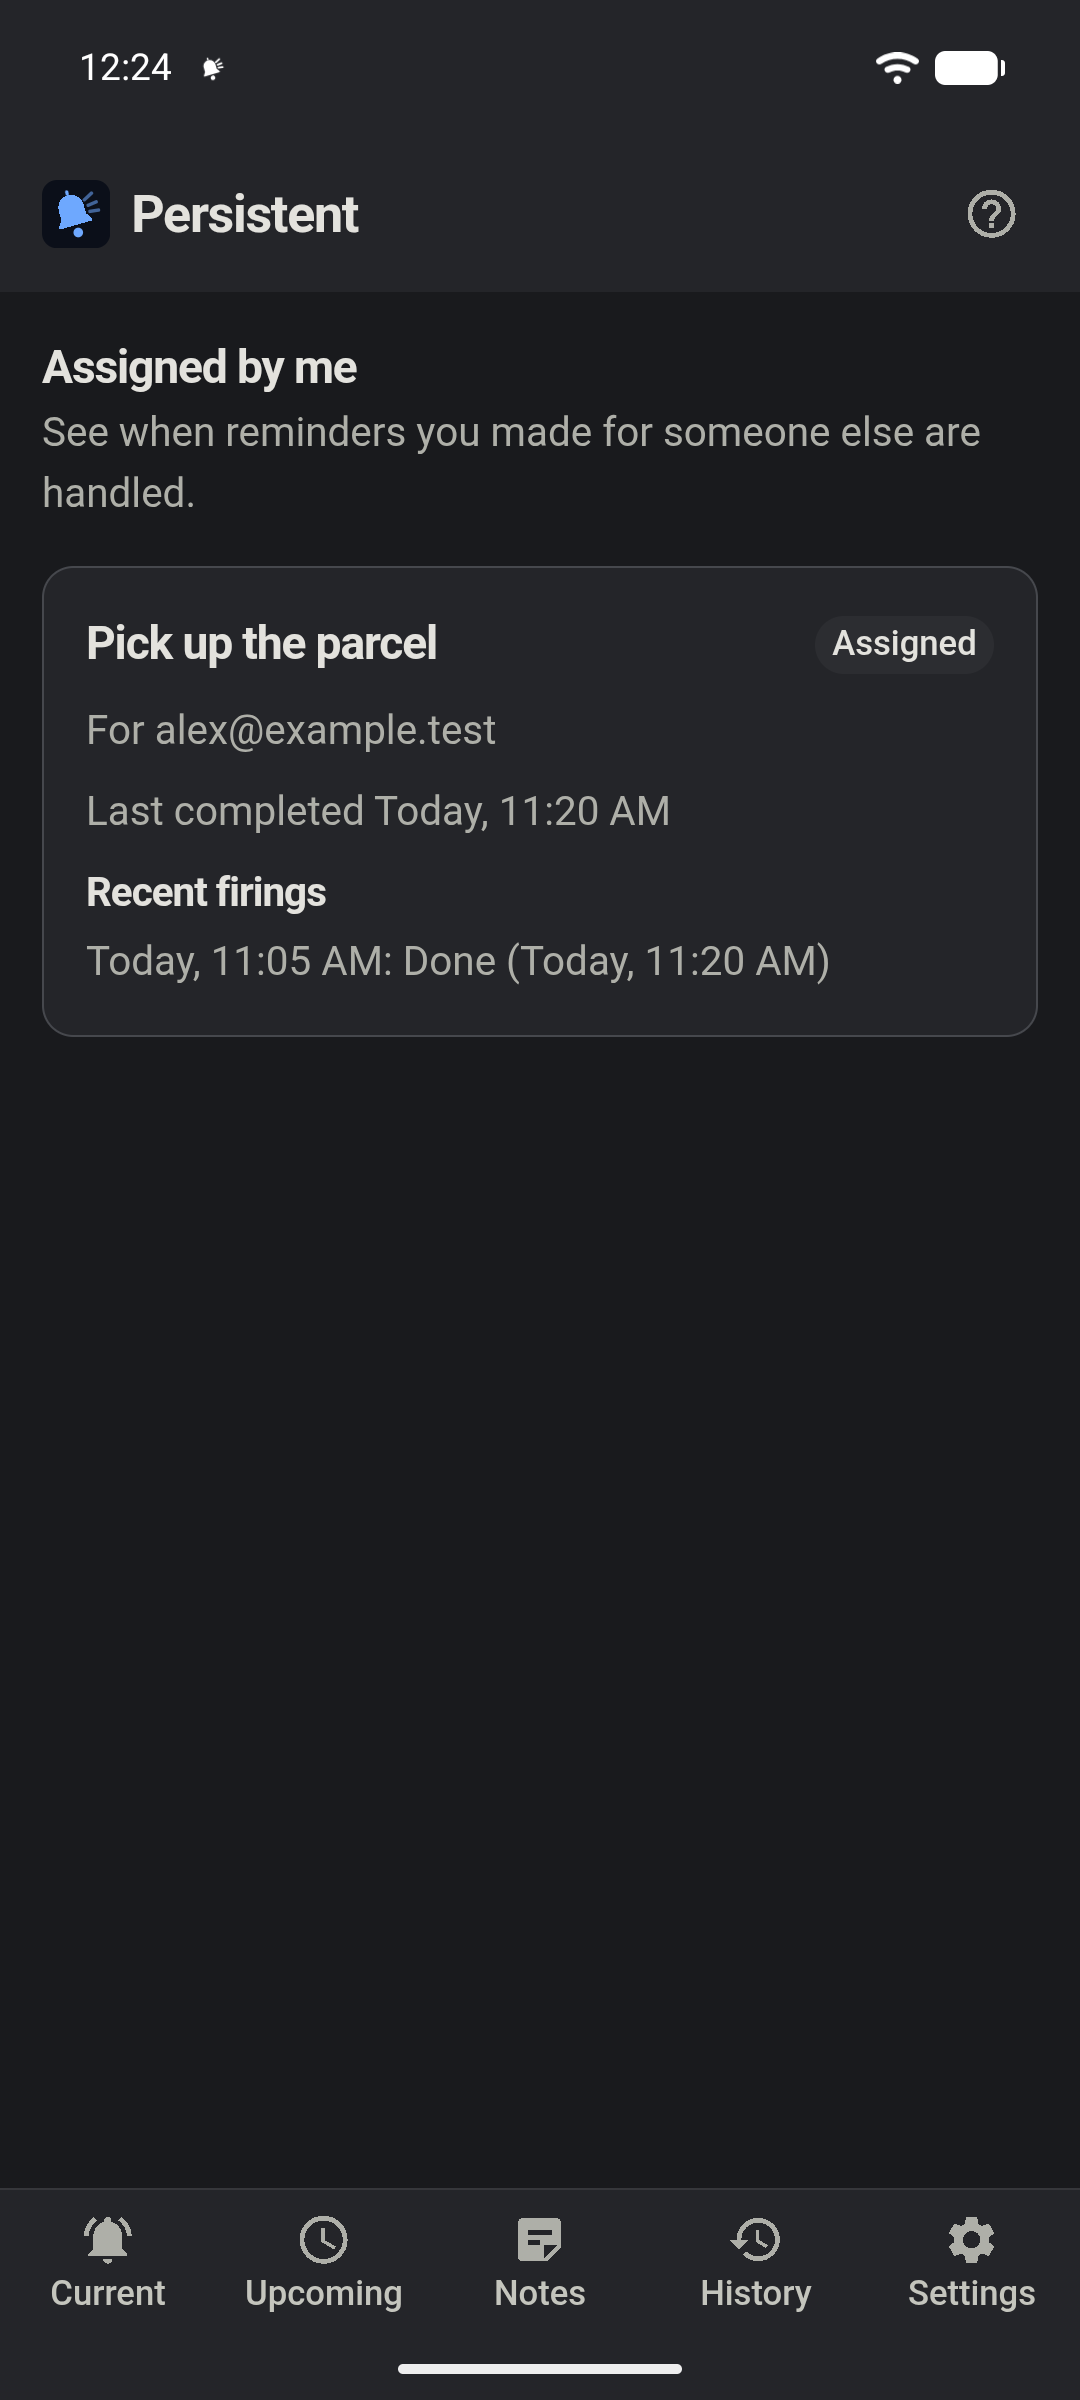 12:24
Persistent
Assigned by me
See when reminders you made for someone else are
handled.
Pick up the parcel
Assigned
For alex@example.test
Last completed Today, 11:20 AM
Recent firings
Today, 11:05 AM: Done (Today, 11:20 AM)
Current
Upcoming
Notes
History
Settings